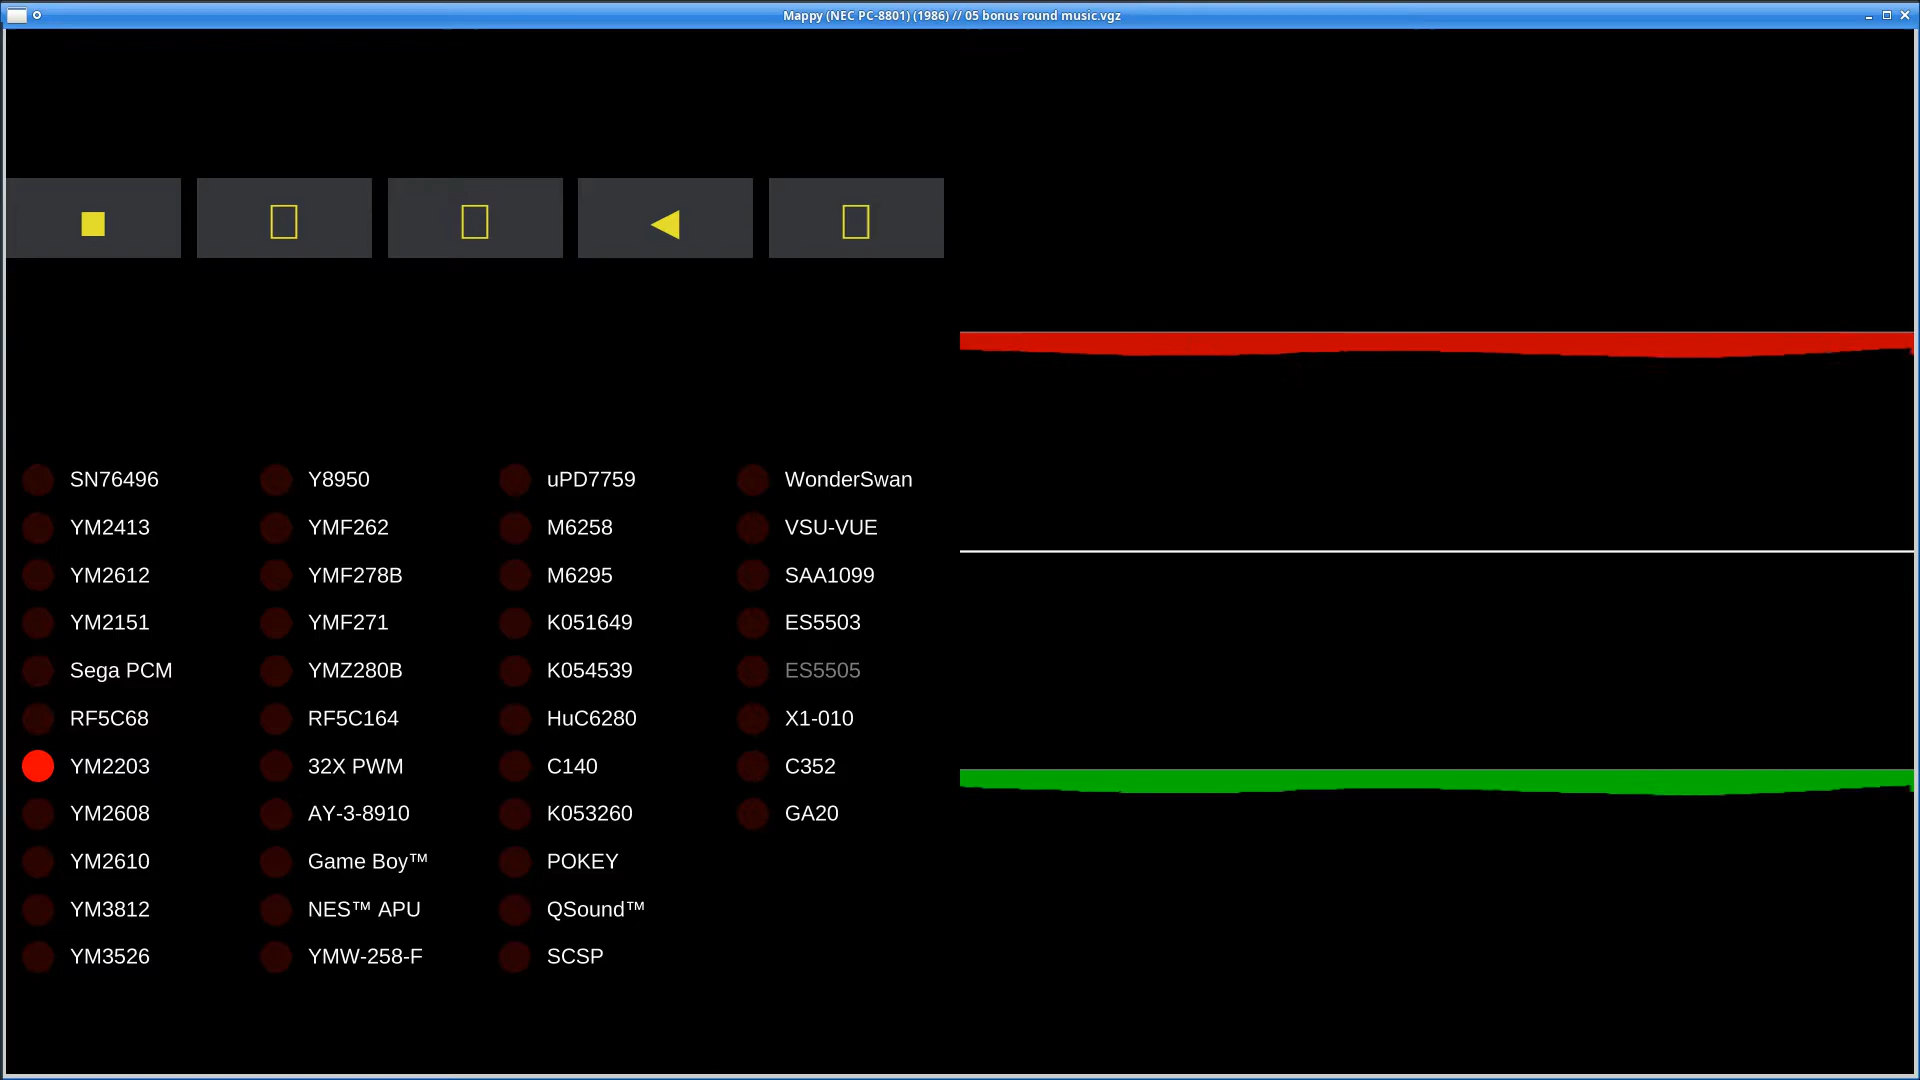 Mappy (NEC PC-8801) (1986) // 05 bonus round music.vgz
SN76496
YM2413
YM2612
YM2151
Sega PCM
RF5C68
YM2203
YM2608
YM2610
YM3812
YM3526
Y8950
YMF262
YMF278B
YMF271
YMZ280B
RF5C164
32X PWM
AY-3-8910
Game Boy™
NES™ APU
YMW-258-F
uPD7759
M6258
M6295
K051649
K054539
HuC6280
C140
K053260
POKEY
QSound™
SCSP
WonderSwan
VSU-VUE
SAA1099
ES5503
ES5505
X1-010
C352
GA20